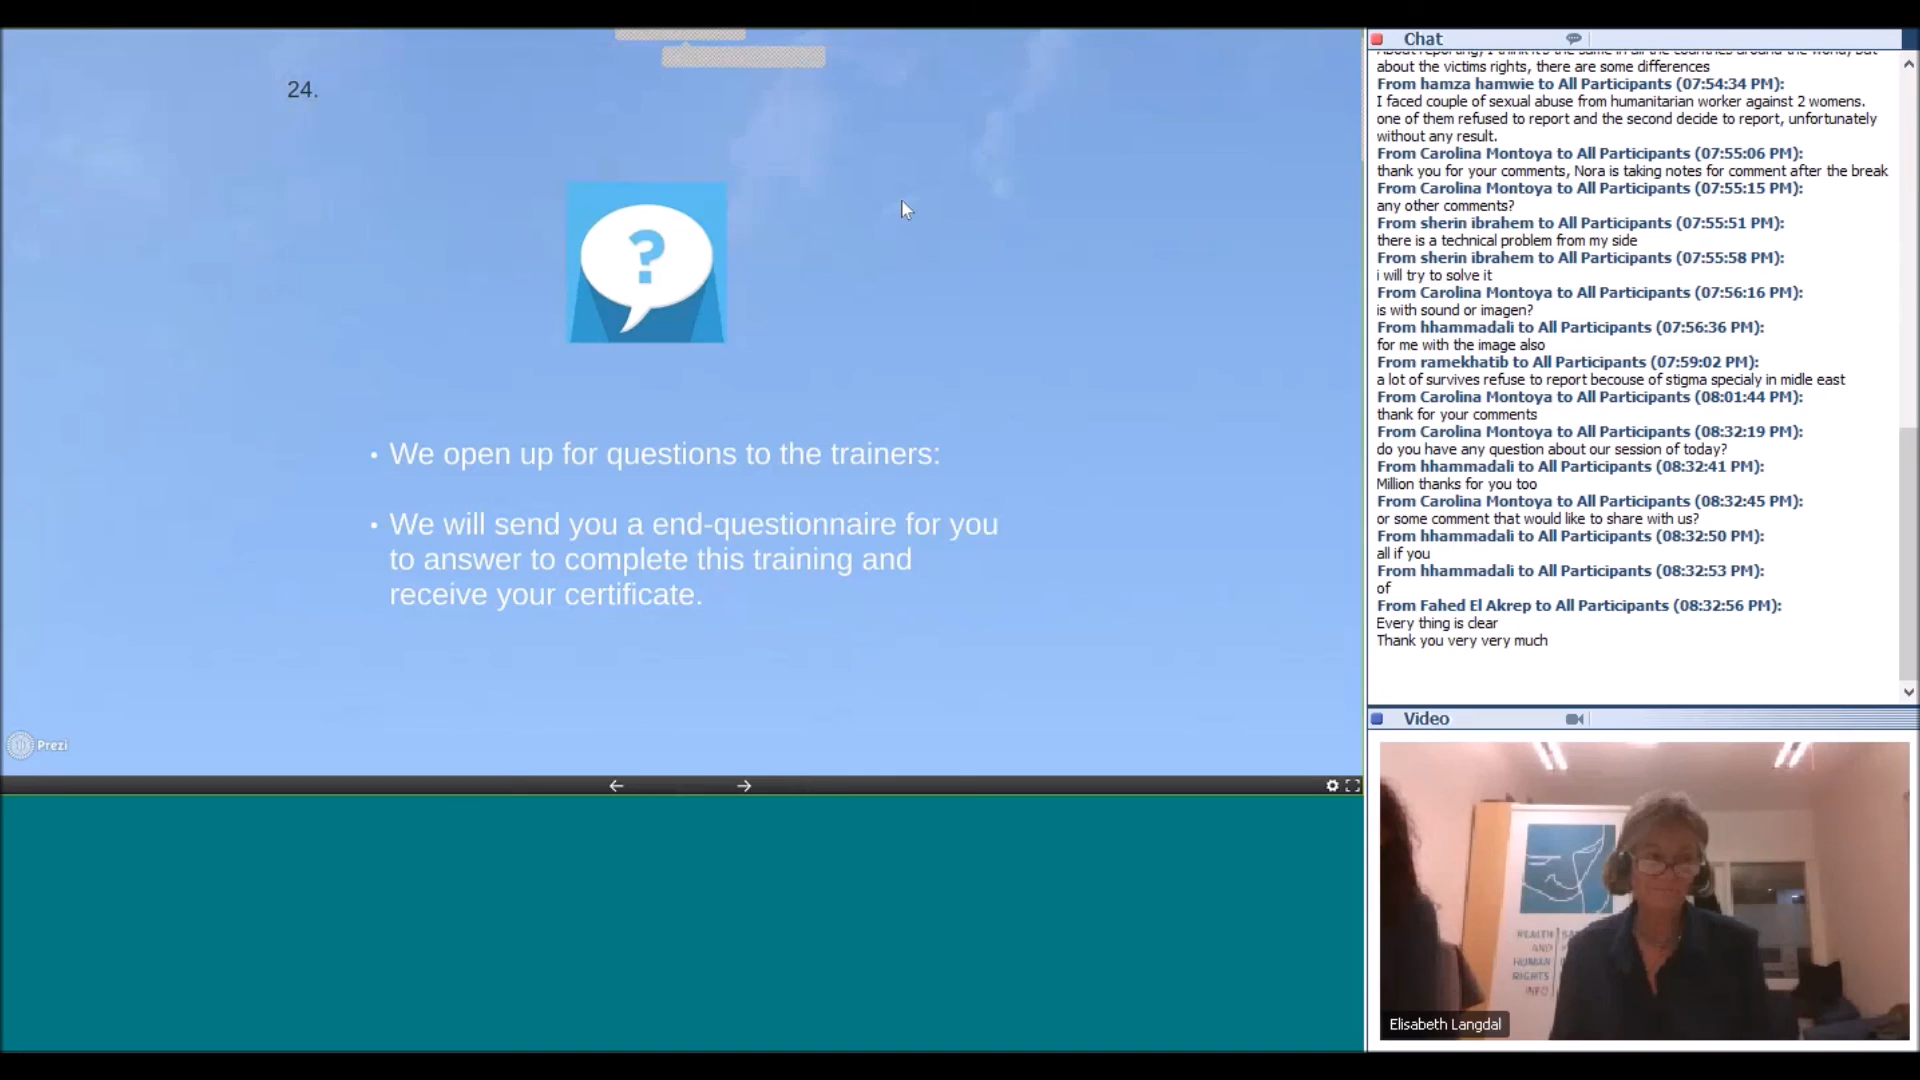 24.
?
• We open up for questions to the trainers:
• We will send you a end-questionnaire for you
to answer to complete this training and
receive your certificate.
Prezi
Chat
about the victims rights, there are some differences
From hamza hamwie to All Participants (07:54:34 PM):
I faced couple of sexual abuse from humanitarian worker against 2 womens.
one of them refused to report and the second decide to report, unfortunately
without any result.
From Carolina Montoya to All Participants (07:55:06 PM):
thank you for your comments, Nora is taking notes for comment after the break
From Carolina Montoya to All Participants (07:55:15 PM):
any other comments?
From sherin ibrahem to All Participants (07:55:51 PM):
there is a technical problem from my side
From sherin ibrahem to All Participants (07:55:58 PM):
i will try to solve it
From Carolina Montoya to All Participants (07:56:16 PM):
is with sound or imagen?
From hhammadali to All Participants (07:56:36 PM):
for me with the image also
From ramekhatib to All Participants (07:59:02 PM):
a lot of survives refuse to report becouse of stigma specialy in midle east
From Carolina Montoya to All Participants (08:01:44 PM):
thank for your comments
From Carolina Montoya to All Participants (08:32:19 PM):
do you have any question about our session of today?
From hhammadali to All Participants (08:32:41 PM):
Million thanks for you too
From Carolina Montoya to All Participants (08:32:45 PM):
or some comment that would like to share with us?
From hhammadali to All Participants (08:32:50 PM):
all if you
From hhammadali to All Participants (08:32:53 PM):
of
From Fahed El Akrep to All Participants (08:32:56 PM):
Every thing is clear
Thank you very very much
Video
HEALTH
AND
HUMAN
RIGHTS
INFO
Elisabeth Langdal